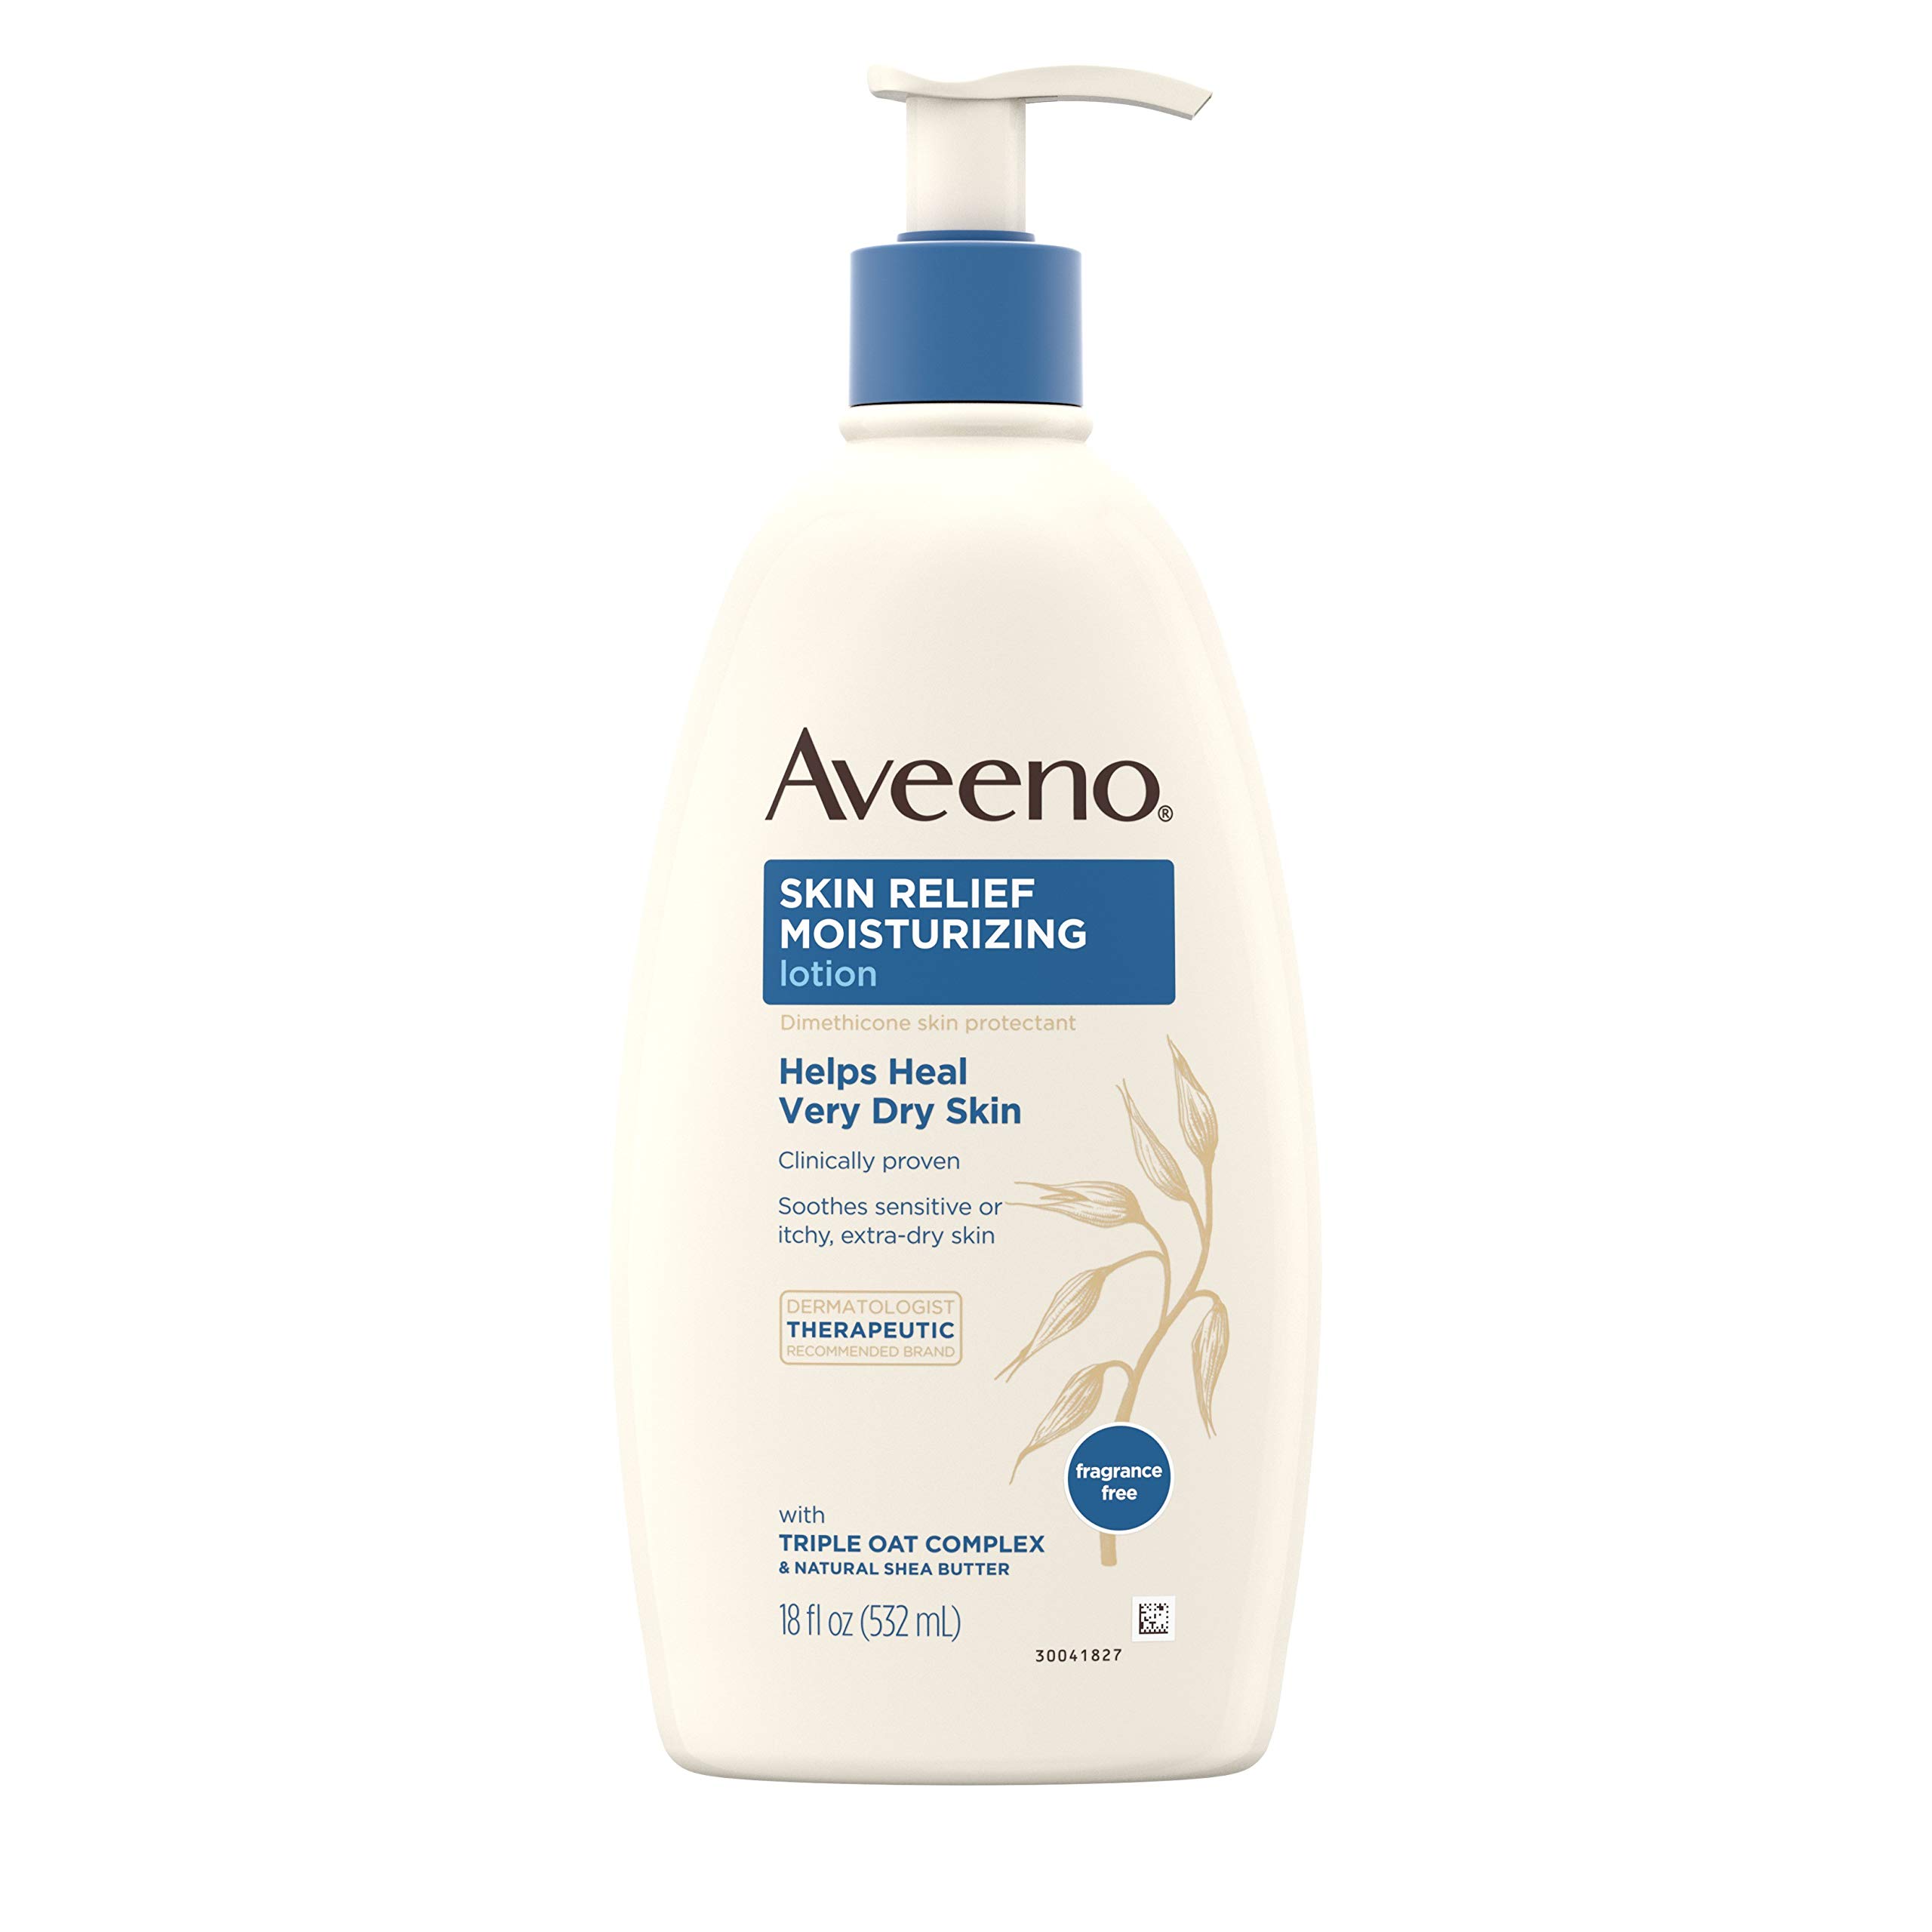 Aveeno®
SKIN RELIEF
MOISTURIZING
lotion
Dimethicone skin protectant
Helps Heal
Very Dry Skin
Clinically proven
Soothes sensitive or
itchy, extra-dry skin
DERMATOLOGIST
THERAPEUTIC
RECOMMENDED BRAND
fragrance
free
with
TRIPLE OAT COMPLEX
& NATURAL SHEA BUTTER
18 fl oz (532 mL)
30041827